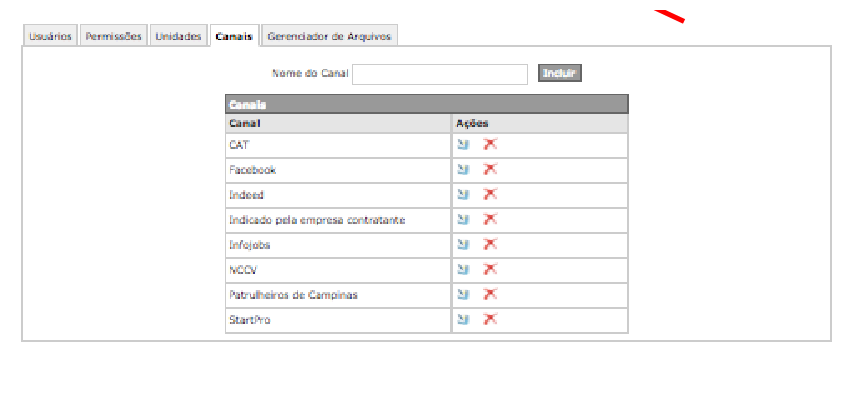 Usuários Permissões Unidades Canais Gerenciador de Arquivos
Nome do Canal Incluir
Canais
Canal Ações
CAT
Facebook
Indeed
Indicado pela empresa contratante
Infojobs
NCCV
Patrulheiros de Campinas
StartPro